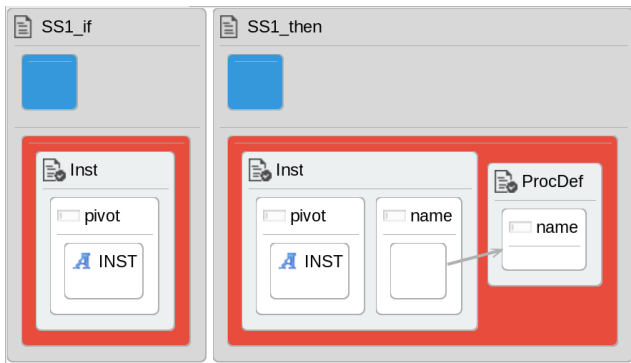 SS1_if
SS1_then
Inst
pivot
INST
Inst
pivot
name
INST
ProcDef
name